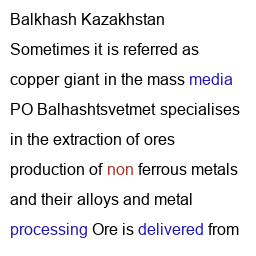 Balkhash Kazakhstan
Sometimes it is referred as
copper giant in the mass media
PO Balhashtsvetmet specialises
in the extraction of ores
production of non ferrous metals
and their alloys and metal
processing Ore is delivered from